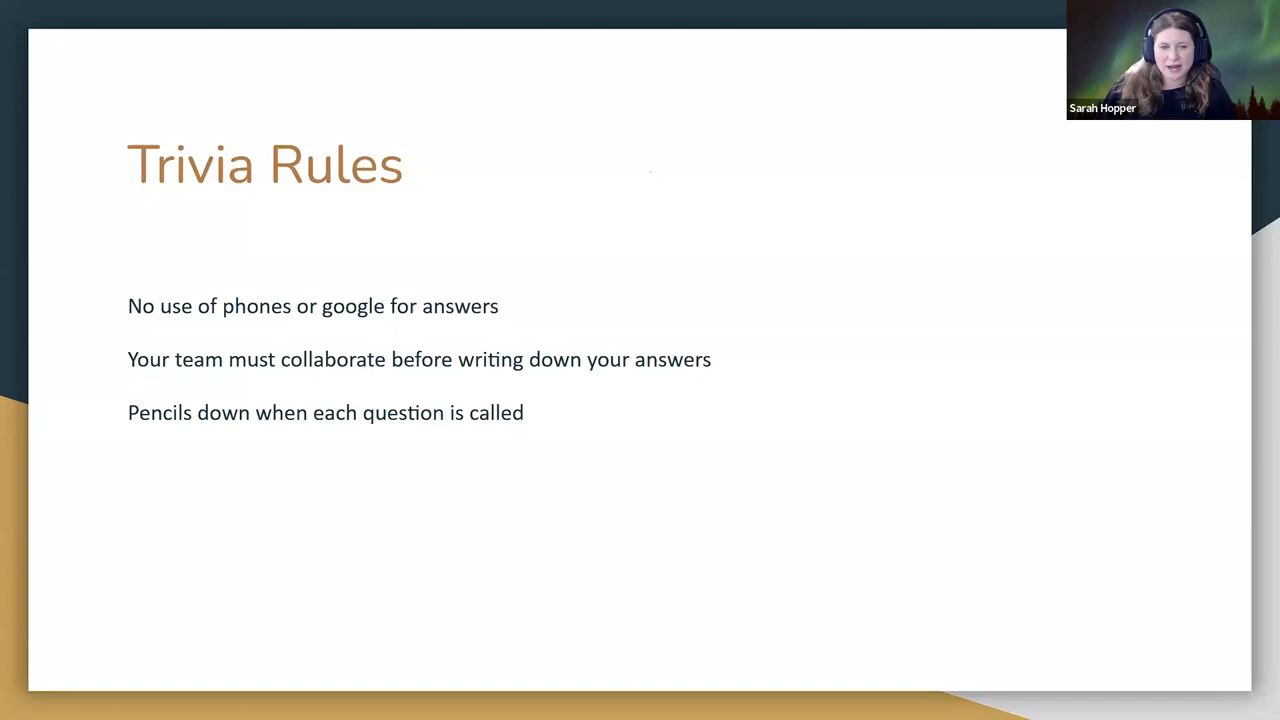 Sarah Hopper
Trivia Rules
No use of phones or google for answers
Your team must collaborate before writing down your answers
Pencils down when each question is called